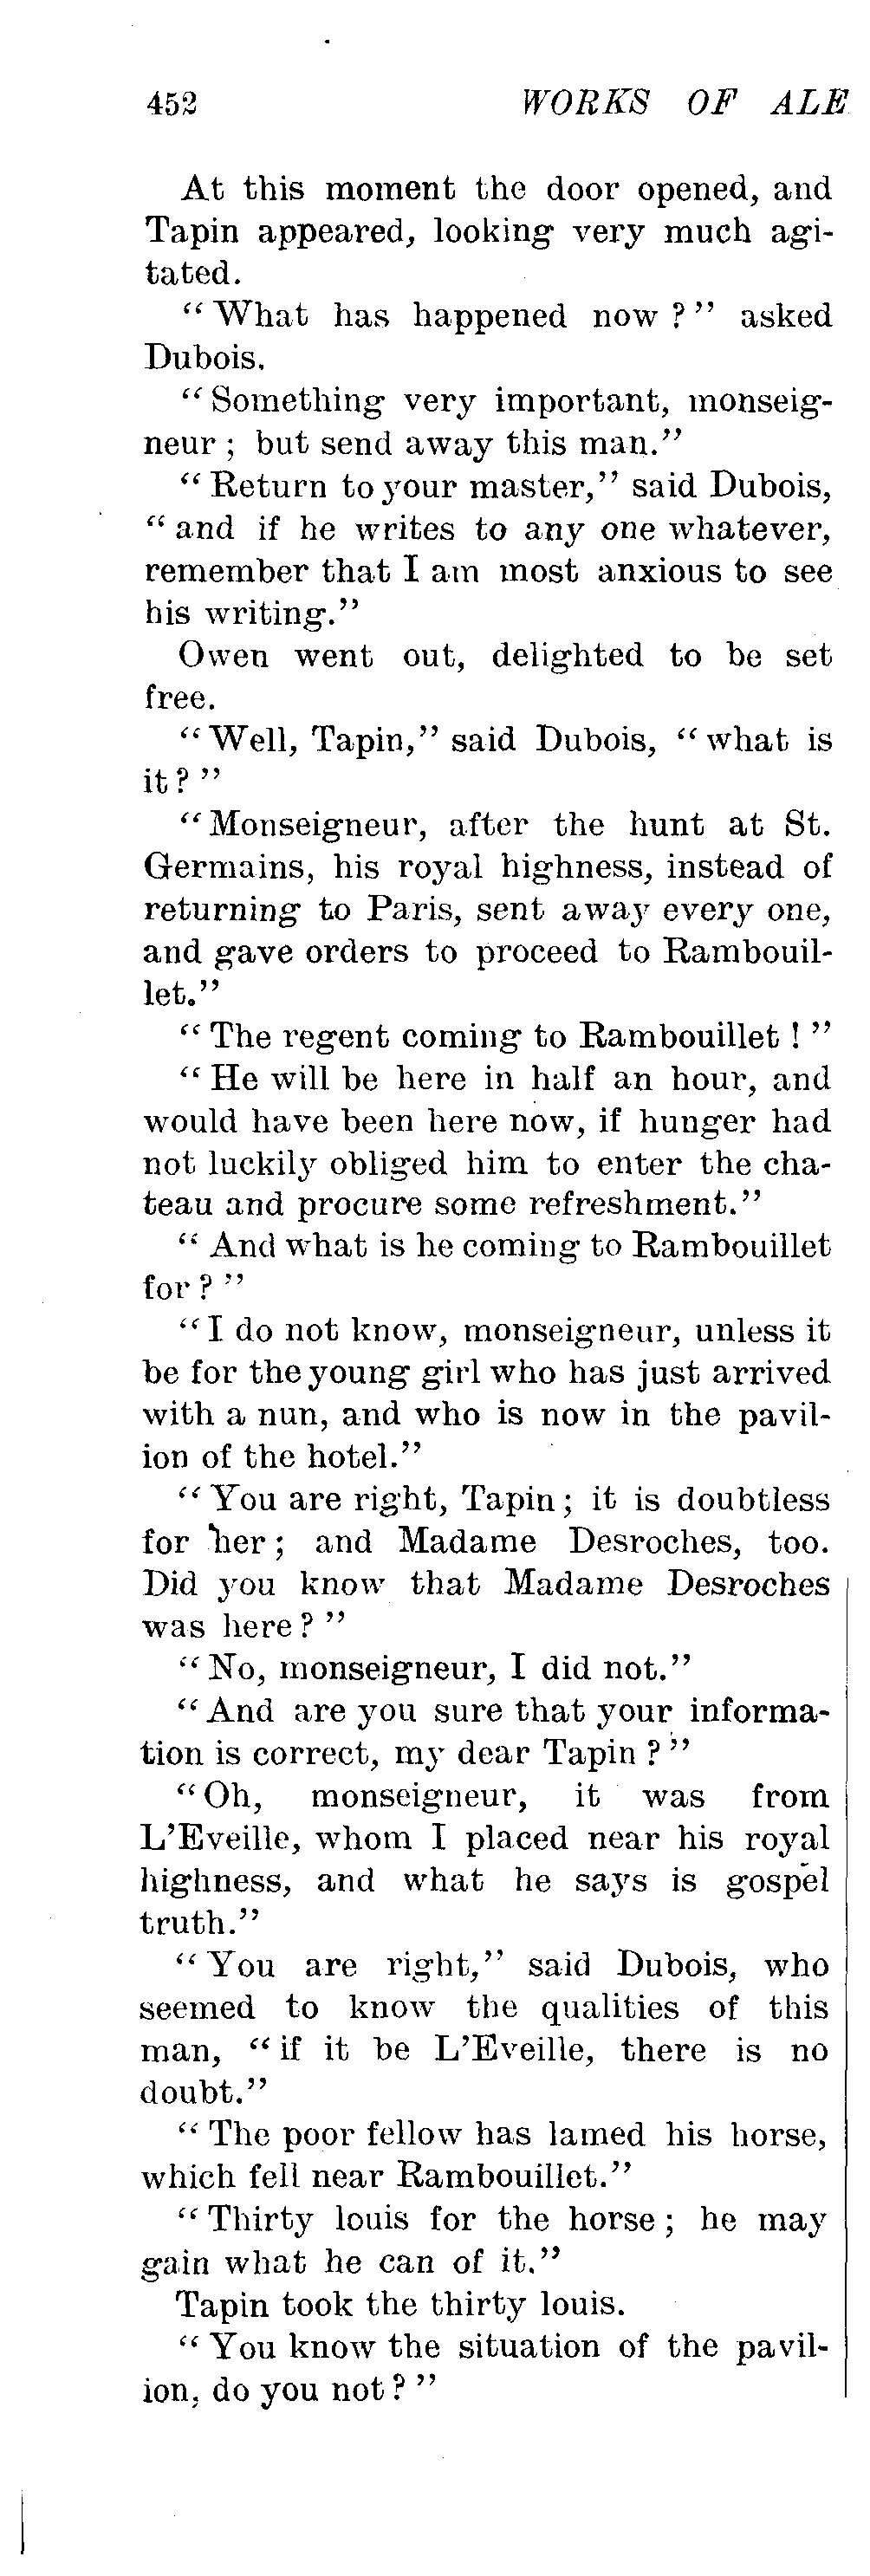 452 WORKS OF ALE
At this moment the door opened, and
Tapin appeared, looking very much agi-
tated.
“ What has happened now ? ” asked
Dubois.
“ Something very important, monseig-
neur ; but send away this man.”
“ Return to your master,” said Dubois,
“ and if he writes to any one whatever,
remember that I am most anxious to see
his writing.”
Owen went out, delighted to be set
free.
“ Well, Tapin,” said Dubois, “ what is
it ? ”
“ Monseigneur, after the hunt at St.
Germains, his royal highness, instead of
returning to Paris, sent away every one,
and gave orders to proceed to Rambouil-
let.”
“ The regent coming to Rambouillet ! ”
“ He will be here in half an hour, and
would have been here now, if hunger had
not luckily obliged him to enter the cha-
teau and procure some refreshment.”
“ And what is he coming to Rambouillet
for ? ”
“ I do not know, monseigneur, unless it
be for the young girl who has just arrived
with a nun, and who is now in the pavil-
ion of the hotel.”
“ You are right, Tapin ; it is doubtless
for her ; and Madame Desroches, too.
Did you know that Madame Desroches
was here ? ”
“ No, monseigneur, I did not.”
“ And are you sure that your informa-
tion is correct, my dear Tapin ? ”
“ Oh, monseigneur, it was from
L’Eveille, whom I placed near his royal
highness, and what he says is gospel
truth.”
“ You are right,” said Dubois, who
seemed to know the qualities of this
man, “ if it be L’Eveille, there is no
doubt.”
“ The poor fellow has lamed his horse,
which fell near Rambouillet.”
“ Thirty louis for the horse ; he may
gain what he can of it.”
Tapin took the thirty louis.
“ You know the situation of the pavil-
ion, do you not ? ”